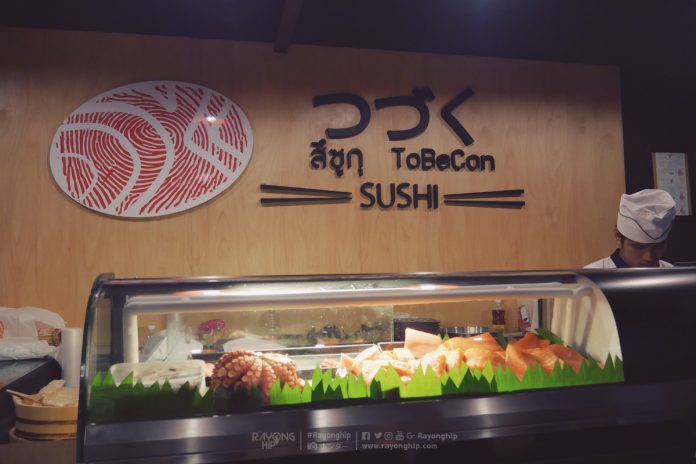 つづく
สึซุกุ ToBeCon
SUSHI
RAYONG HIP
#Rayonghip
G- Rayonghip
www.rayonghip.com